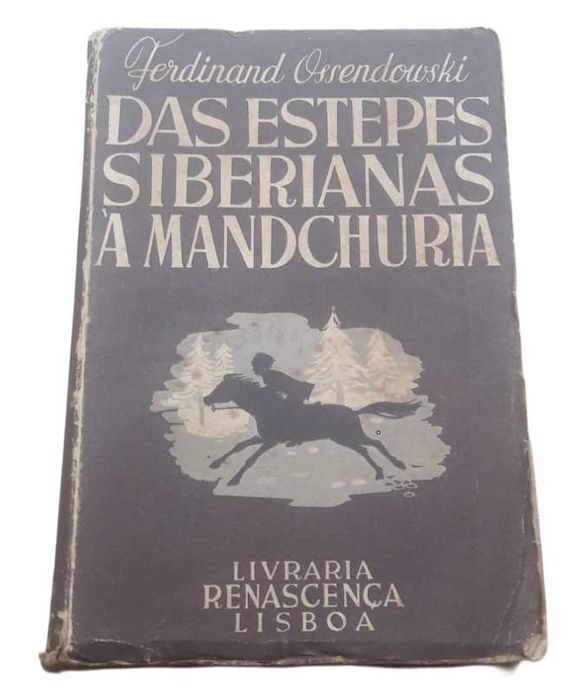 Ferdinand Ossendowski
DAS ESTEPES
SIBERIANAS
À MANDCHURIA
LIVRARIA
RENASCENÇA
LISBOA